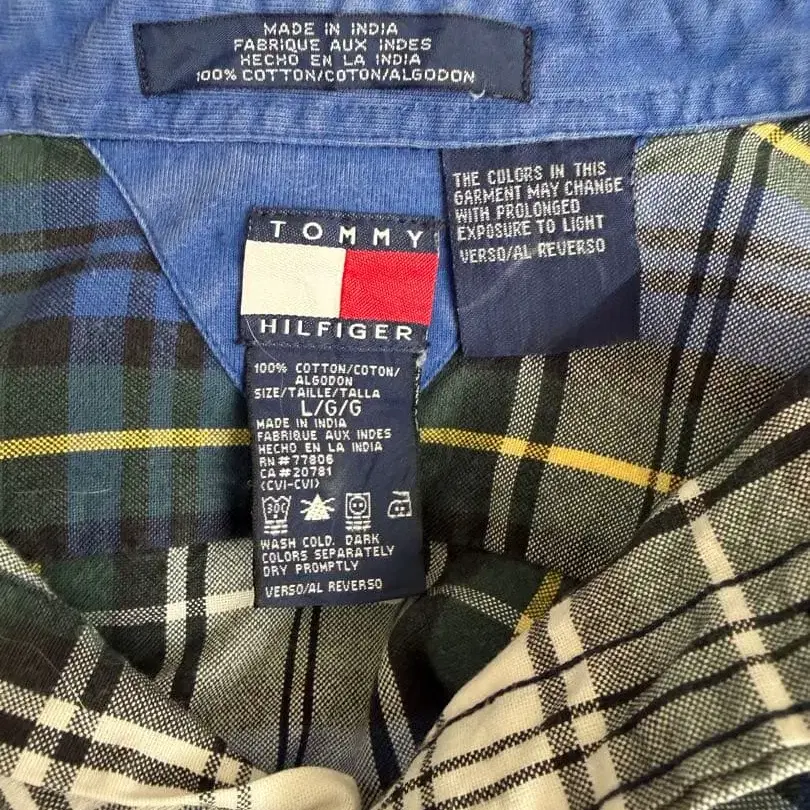 MADE IN INDIA
FABRIQUE AUX INDES
HECHO EN LA INDIA
100% COTTON/COTON/ALGODON
THE COLORS IN THIS
GARMENT MAY CHANGE
WITH PROLONGED
EXPOSURE TO LIGHT
VERSO/AL REVERSO
TOMMY
HILFIGER
100% COTTON/COTON/
ALGODON
SIZE/TAILLE/TALLA
L/G/G
MADE IN INDIA
FABRIQUE AUX INDES
HECHO EN LA INDIA
RN#77806
CA#20781
(CVI-CVI)
30C
WASH COLD. DARK
COLORS SEPARATELY
DRY PROMPTLY
VERSO/AL REVERSO